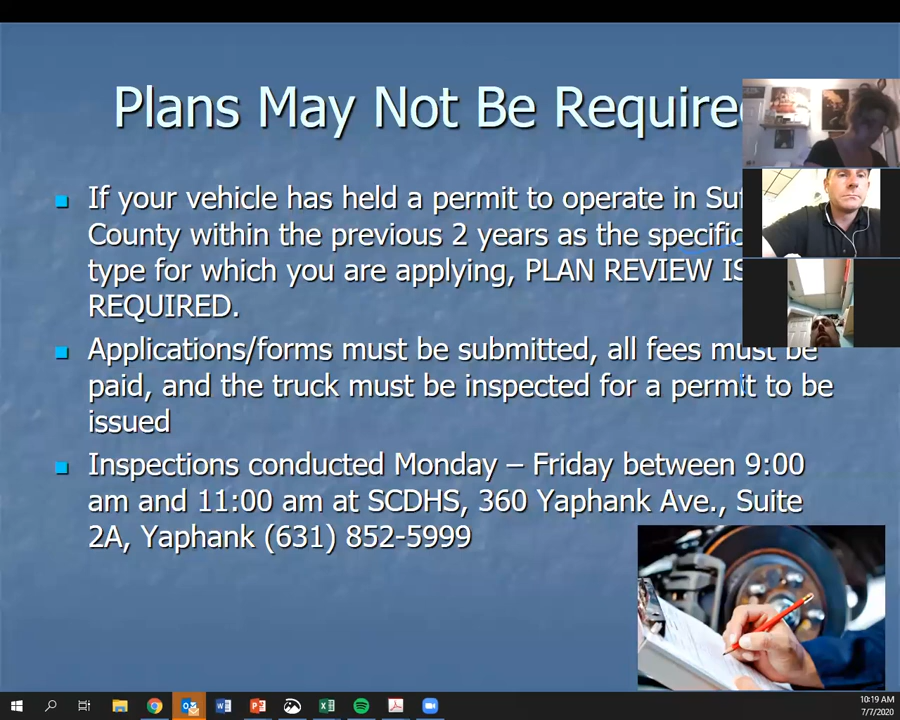 Plans May Not Be Require
If your vehicle has held a permit to operate in Su
County within the previous 2 years as the specific
type for which you are applying, PLAN REVIEW IS
REQUIRED.
Applications/forms must be submitted, all fees must be
paid, and the truck must be inspected for a permit to be
issued
Inspections conducted Monday – Friday between 9:00
am and 11:00 am at SCDHS, 360 Yaphank Ave., Suite
2A, Yaphank (631) 852-5999
10:19 AM
7/7/2020